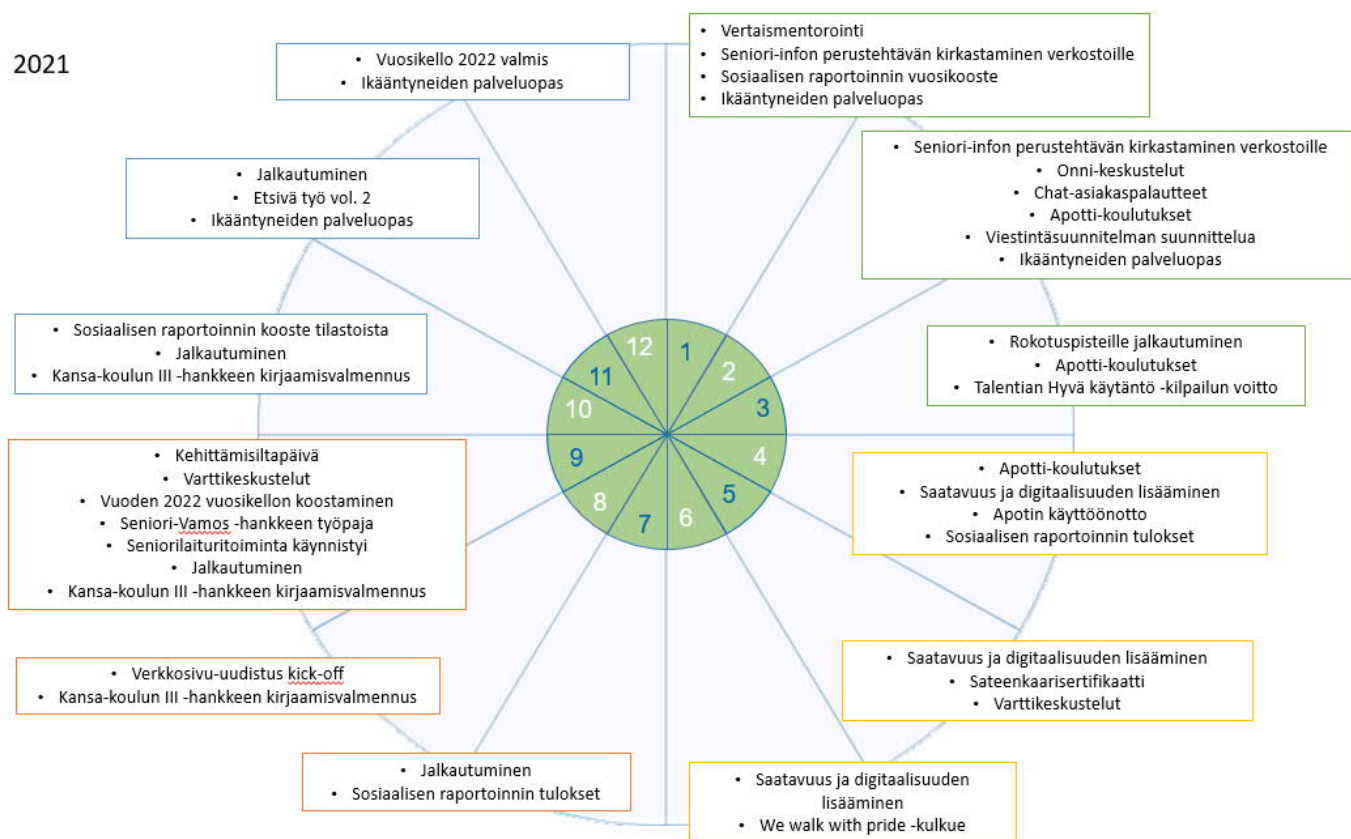 2021
• Vertaismentorointi
• Seniori-infon perustehtävän kirkastaminen verkostoille
• Sosiaalisen raportoinnin vuosikooste
• Ikääntyneiden palveluopas
• Seniori-infon perustehtävän kirkastaminen verkostoille
• Onni-keskustelut
• Chat-asiakaspalautteet
• Apotti-koulutukset
• Viestintäsuunnitelman suunnittelua
• Ikääntyneiden palveluopas
• Rokotuspisteille jalkautuminen
• Apotti-koulutukset
• Talentian Hyvä käytäntö -kilpailun voitto
• Apotti-koulutukset
• Saatavuus ja digitaalisuuden lisääminen
• Apotin käyttöönotto
• Sosiaalisen raportoinnin tulokset
• Saatavuus ja digitaalisuuden lisääminen
• Sateenkaarisertifikaatti
• Varttikeskustelut
• Saatavuus ja digitaalisuuden
lisääminen
• We walk with pride -kulkue
• Jalkautuminen
• Sosiaalisen raportoinnin tulokset
• Verkkosivu-uudistus kick-off
• Kansa-koulun III -hankkeen kirjaamisvalmennus
• Kehittämisiltapäivä
• Varttikeskustelut
• Vuoden 2022 vuosikellon koostaminen
• Seniori-Vamos -hankkeen työpaja
• Seniorilaituritoiminta käynnistyi
• Jalkautuminen
• Kansa-koulun III -hankkeen kirjaamisvalmennus
• Sosiaalisen raportoinnin kooste tilastoista
• Jalkautuminen
• Kansa-koulun III -hankkeen kirjaamisvalmennus
• Jalkautuminen
• Etsivä työ vol. 2
• Ikääntyneiden palveluopas
• Vuosikello 2022 valmis
• Ikääntyneiden palveluopas
1
2
3
4
5
6
7
8
9
10
11
12